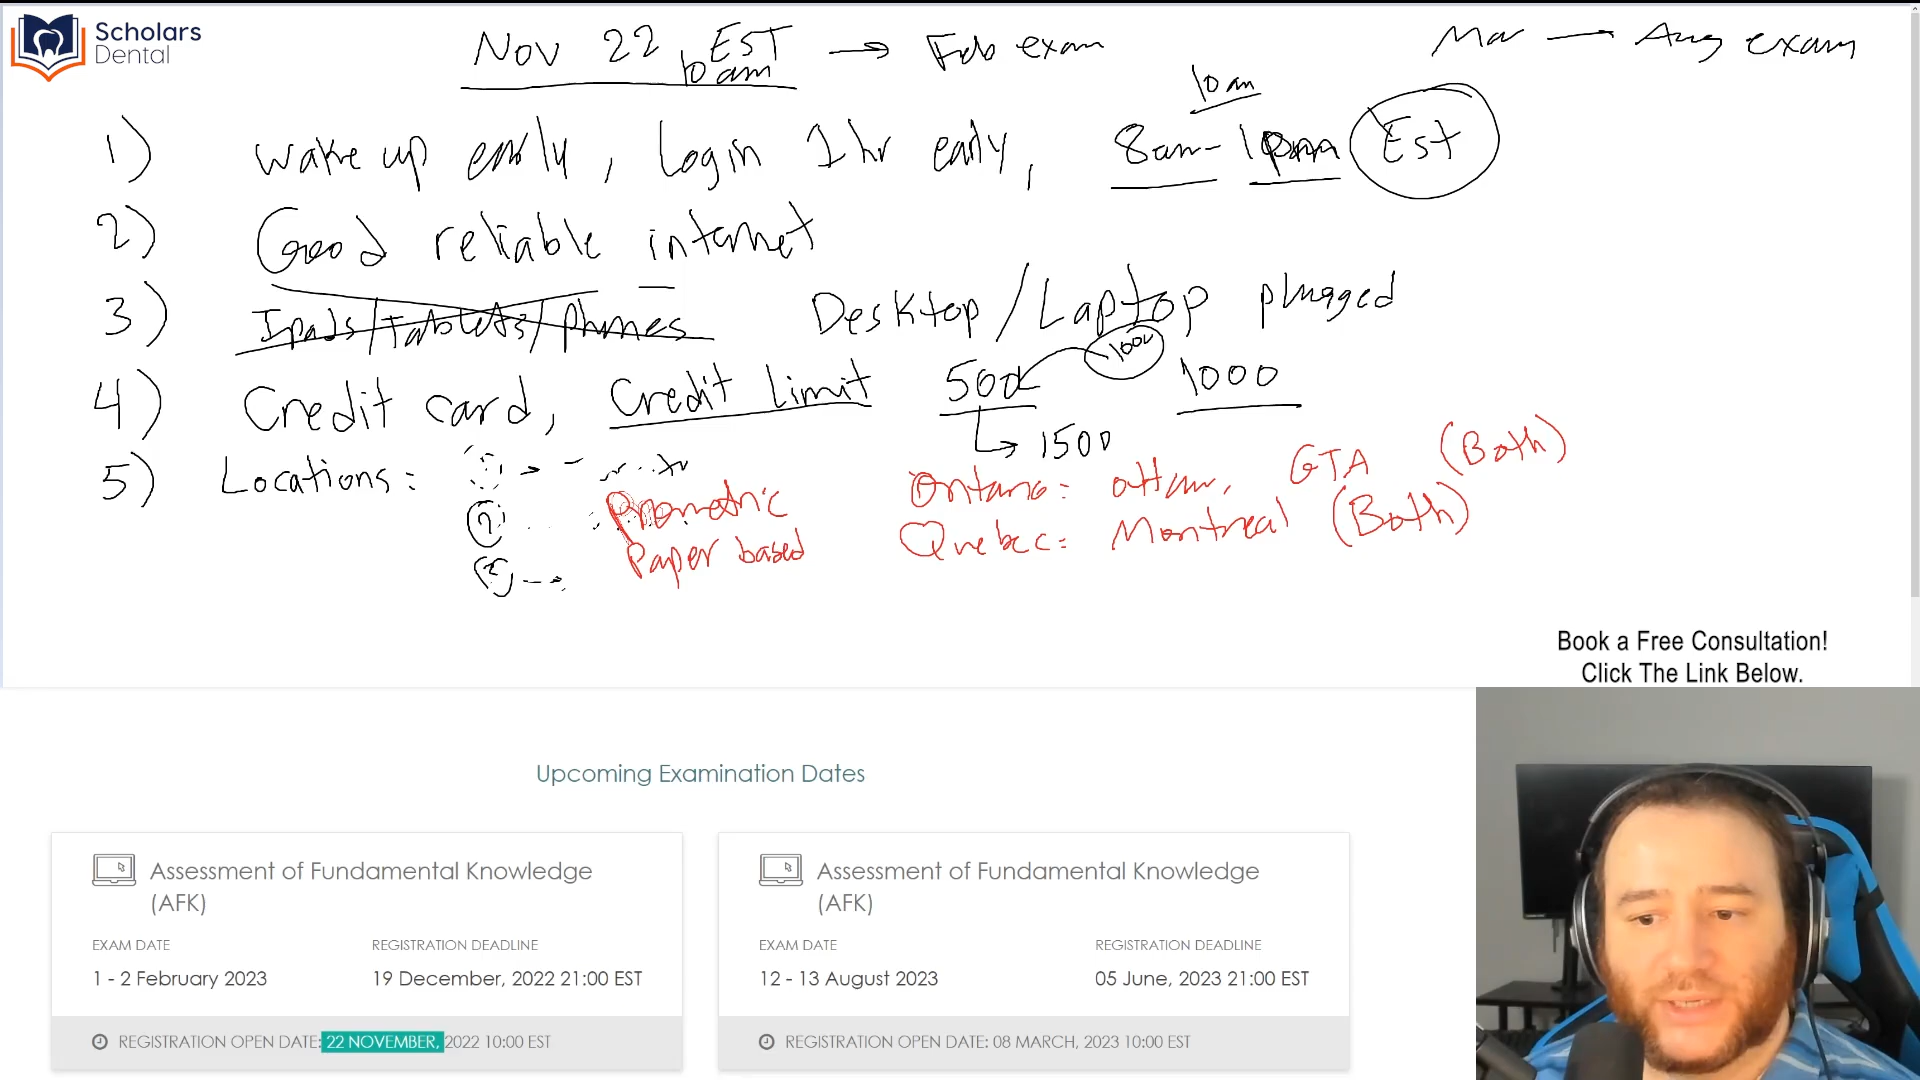 Scholars
Dental
Nov 22, EST → Feb exam
10 am
Mar → Aug exam
10 am
1) wake up early, Login 1 hr early, 8am - 10am Est
2) Good reliable internet
3) Ipads/Tablets/phones Desktop/Laptop plugged
1000
4) Credit card, Credit Limit 500 1000
1500
5) Locations:
Prometric
Paper based
Ontario: Ottawa, GTA (Both)
Quebec: Montreal (Both)
Book a Free Consultation!
Click The Link Below.
Upcoming Examination Dates
Assessment of Fundamental Knowledge
(AFK)
EXAM DATE REGISTRATION DEADLINE
1 - 2 February 2023 19 December, 2022 21:00 EST
REGISTRATION OPEN DATE: 22 NOVEMBER, 2022 10:00 EST
Assessment of Fundamental Knowledge
(AFK)
EXAM DATE REGISTRATION DEADLINE
12 - 13 August 2023 05 June, 2023 21:00 EST
REGISTRATION OPEN DATE: 08 MARCH, 2023 10:00 EST